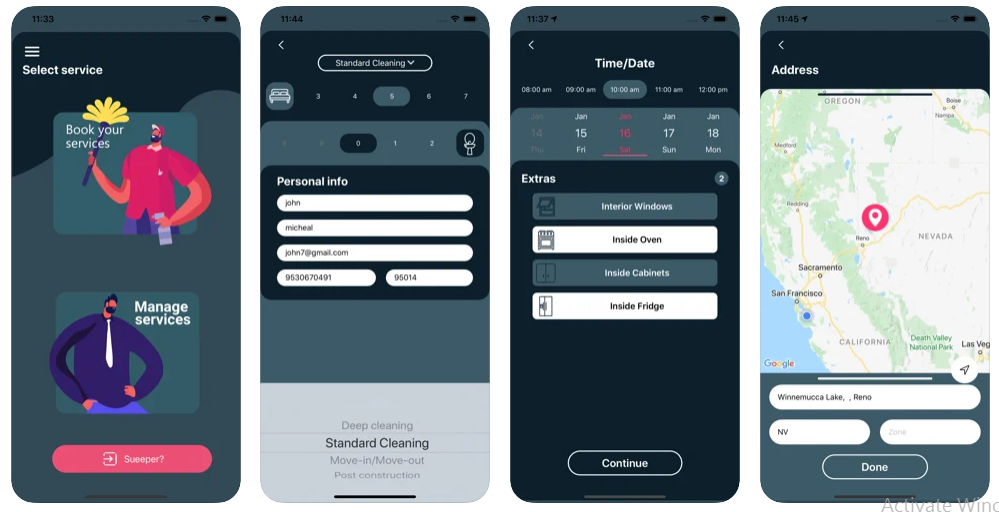 11:33
Select service
Book your
services
Manage
services
Sueeper?
11:44
Standard Cleaning
3 4 5 6 7
0 1 2
Personal info
john
micheal
john7@gmail.com
9530670491 95014
Deep cleaning
Standard Cleaning
Move-in/Move-out
Post construction
11:37
Time/Date
08:00 am 09:00 am 10:00 am 11:00 am 12:00 pm
Jan Jan Jan Jan Jan
14 15 16 17 18
Thu Fri Sat Sun Mon
Extras 2
Interior Windows
Inside Oven
Inside Cabinets
Inside Fridge
Continue
11:45
Address
OREGON
Boise
Nampa
Medford
Redding
Reno
NEVADA
Sacramento
San Francisco
CALIFORNIA
Death Valley
National Park
Las Veg
Google
Winnemucca Lake, , Reno
NV Zone
Done
Activate Wind